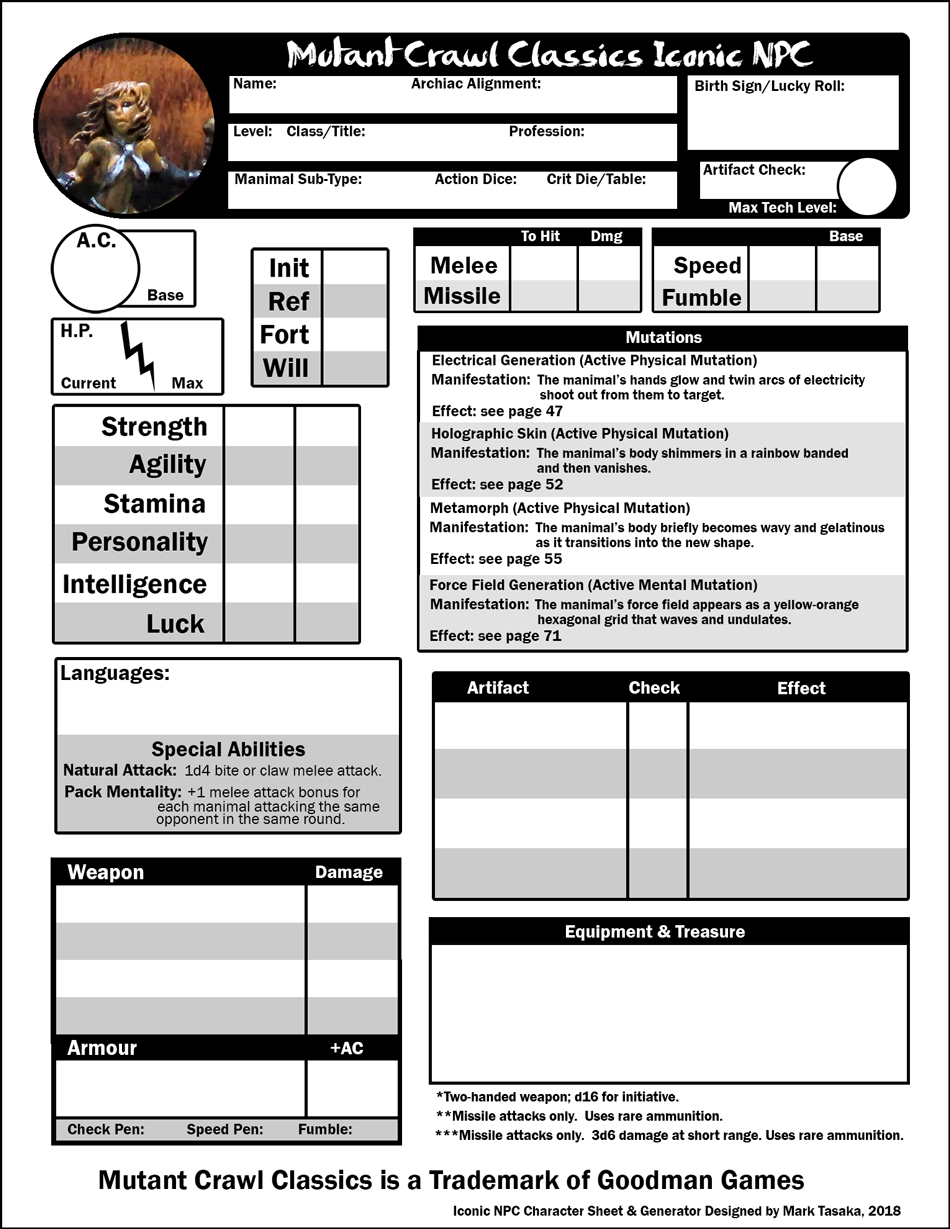 Mutant Crawl Classics Iconic NPC
Name: Archiac Alignment:
Birth Sign/Lucky Roll:
Level: Class/Title: Profession:
Manimal Sub-Type: Action Dice: Crit Die/Table:
Artifact Check:
Max Tech Level:
A.C.
Base
H.P.
Current Max
Init
Ref
Fort
Will
To Hit Dmg
Melee
Missile
Base
Speed
Fumble
Strength
Agility
Stamina
Personality
Intelligence
Luck
Mutations
Electrical Generation (Active Physical Mutation)
Manifestation: The manimal's hands glow and twin arcs of electricity
shoot out from them to target.
Effect: see page 47
Holographic Skin (Active Physical Mutation)
Manifestation: The manimal's body shimmers in a rainbow banded
and then vanishes.
Effect: see page 52
Metamorph (Active Physical Mutation)
Manifestation: The manimal's body briefly becomes wavy and gelatinous
as it transitions into the new shape.
Effect: see page 55
Force Field Generation (Active Mental Mutation)
Manifestation: The manimal's force field appears as a yellow-orange
hexagonal grid that waves and undulates.
Effect: see page 71
Languages:
Special Abilities
Natural Attack: 1d4 bite or claw melee attack.
Pack Mentality: +1 melee attack bonus for
each manimal attacking the same
opponent in the same round.
Artifact Check Effect
Weapon Damage
Armour +AC
Check Pen: Speed Pen: Fumble:
Equipment & Treasure
*Two-handed weapon; d16 for initiative.
**Missile attacks only. Uses rare ammunition.
***Missile attacks only. 3d6 damage at short range. Uses rare ammunition.
Mutant Crawl Classics is a Trademark of Goodman Games
Iconic NPC Character Sheet & Generator Designed by Mark Tasaka, 2018